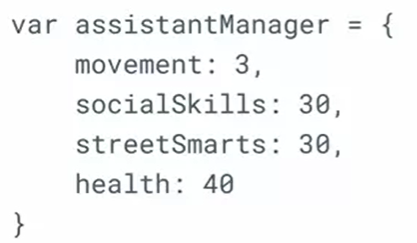 var assistantManager = {
    movement: 3,
    socialSkills: 30,
    streetSmarts: 30,
    health: 40
}